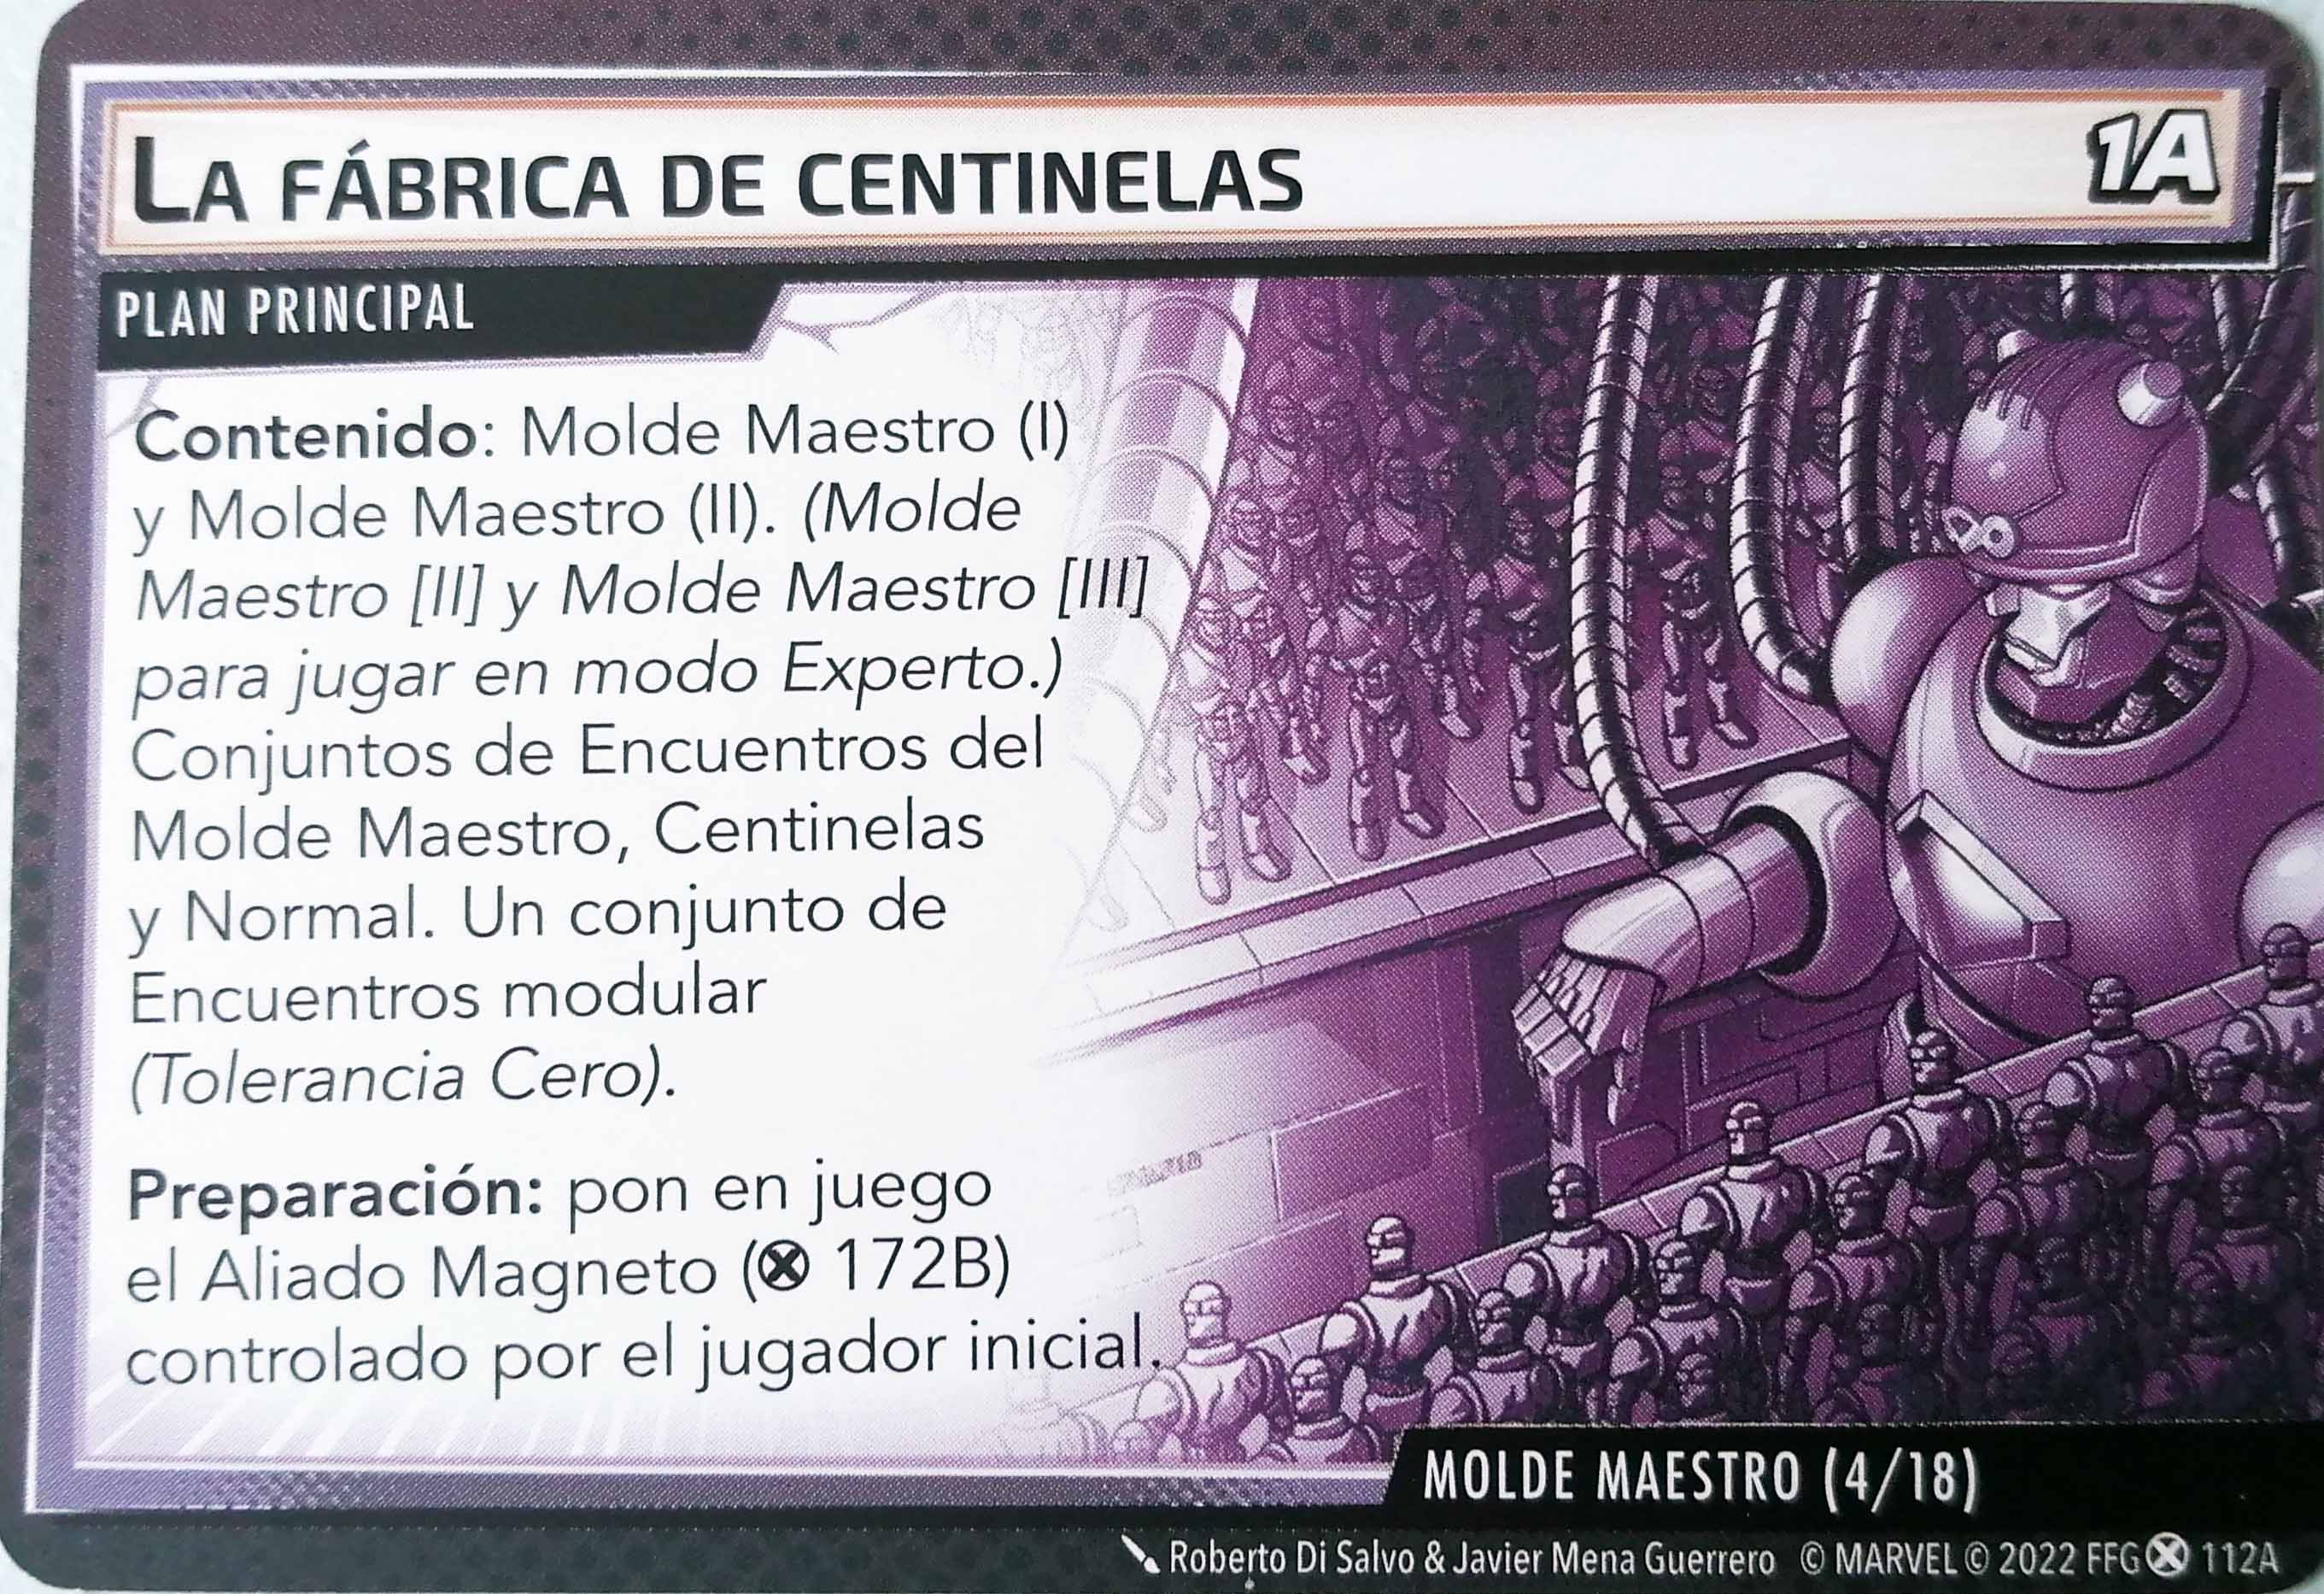 LA FÁBRICA DE CENTINELAS
1A
PLAN PRINCIPAL
Contenido: Molde Maestro (I)
y Molde Maestro (II). (Molde
Maestro [II] y Molde Maestro [III]
para jugar en modo Experto.)
Conjuntos de Encuentros del
Molde Maestro, Centinelas
y Normal. Un conjunto de
Encuentros modular
(Tolerancia Cero).
Preparación: pon en juego
el Aliado Magneto (⊗ 172B)
controlado por el jugador inicial.
MOLDE MAESTRO (4/18)
Roberto Di Salvo & Javier Mena Guerrero © MARVEL © 2022 FFG ⊗ 112A